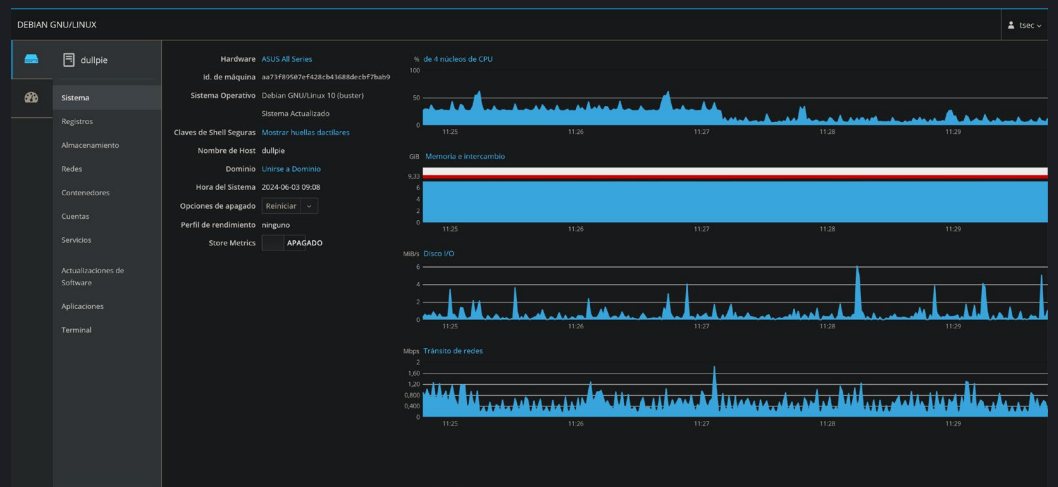 DEBIAN GNU/LINUX
tsec
dullpie
Sistema
Registros
Almacenamiento
Redes
Contenedores
Cuentas
Servicios
Actualizaciones de
Software
Aplicaciones
Terminal
Hardware ASUS All Series
Id. de máquina aa73f89507ef428cb43688decbf7bab9
Sistema Operativo Debian GNU/Linux 10 (buster)
Sistema Actualizado
Claves de Shell Seguras Mostrar huellas dactilares
Nombre de Host dullpie
Dominio Unirse a Dominio
Hora del Sistema 2024-06-03 09:08
Opciones de apagado Reiniciar
Perfil de rendimiento ninguno
Store Metrics APAGADO
% de 4 núcleos de CPU
100
50
0
11:25 11:26 11:27 11:28 11:29
GiB Memoria e Intercambio
9,33
6
4
2
0
11:25 11:26 11:27 11:28 11:29
MiB/s Disco I/O
6
4
2
0
11:25 11:26 11:27 11:28 11:29
Mbps Tránsito de redes
2
1,60
1,20
0,800
0,400
0
11:25 11:26 11:27 11:28 11:29